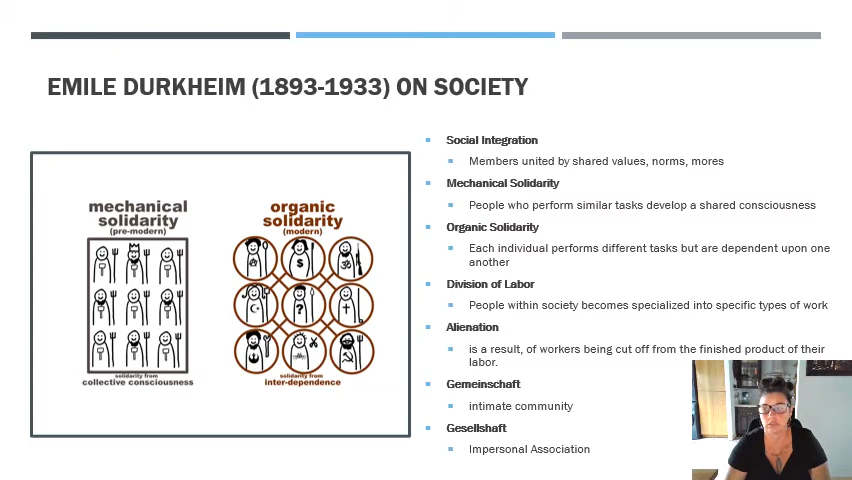 EMILE DURKHEIM (1893-1933) ON SOCIETY
mechanical
solidarity
(pre-modern)
solidarity from
collective consciousness
organic
solidarity
(modern)
$
?
solidarity from
inter-dependence
Social Integration
Members united by shared values, norms, mores
Mechanical Solidarity
People who perform similar tasks develop a shared consciousness
Organic Solidarity
Each individual performs different tasks but are dependent upon one
another
Division of Labor
People within society becomes specialized into specific types of work
Alienation
is a result, of workers being cut off from the finished product of their
labor.
Gemeinschaft
intimate community
Gesellshaft
Impersonal Association